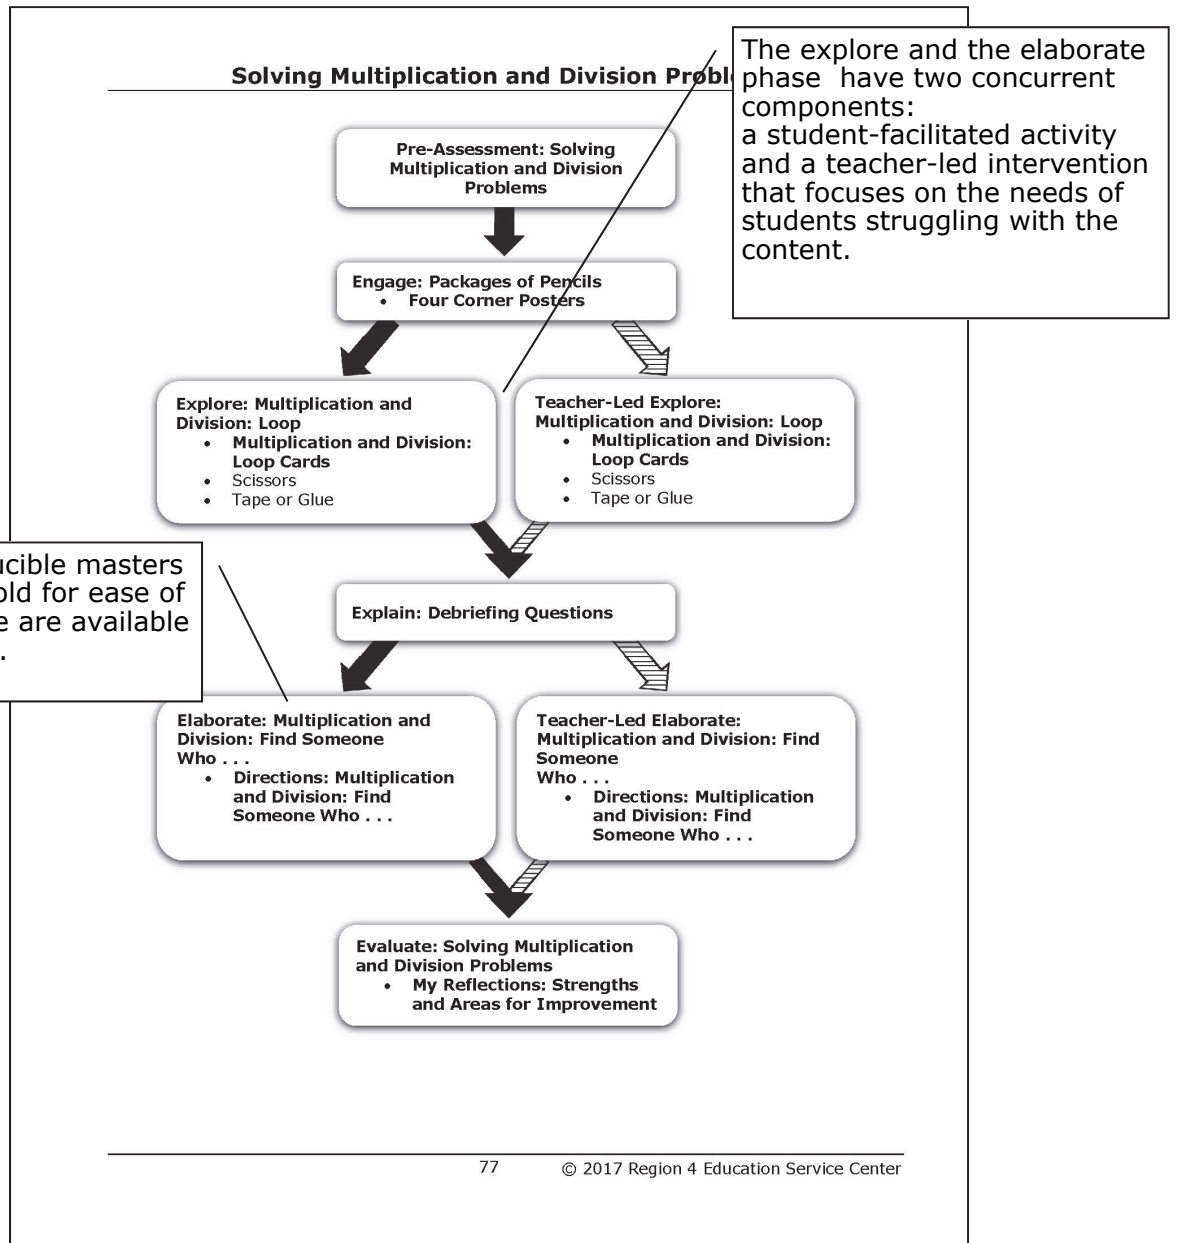 Solving Multiplication and Division
The explore and the elaborate
phase have two concurrent
components:
a student-facilitated activity
and a teacher-led intervention
that focuses on the needs of
students struggling with the
content.
Pre-Assessment: Solving
Multiplication and Division
Problems
Engage: Packages of Pencils
• Four Corner Posters
Explore: Multiplication and
Division: Loop
• Multiplication and Division:
Loop Cards
• Scissors
• Tape or Glue
Teacher-Led Explore:
Multiplication and Division: Loop
• Multiplication and Division:
Loop Cards
• Scissors
• Tape or Glue
masters
for ease of
are available
.
Explain: Debriefing Questions
Elaborate: Multiplication and
Division: Find Someone
Who . . .
• Directions: Multiplication
and Division: Find
Someone Who . . .
Teacher-Led Elaborate:
Multiplication and Division: Find
Someone
Who . . .
• Directions: Multiplication
and Division: Find
Someone Who . . .
Evaluate: Solving Multiplication
and Division Problems
• My Reflections: Strengths
and Areas for Improvement
77 © 2017 Region 4 Education Service Center